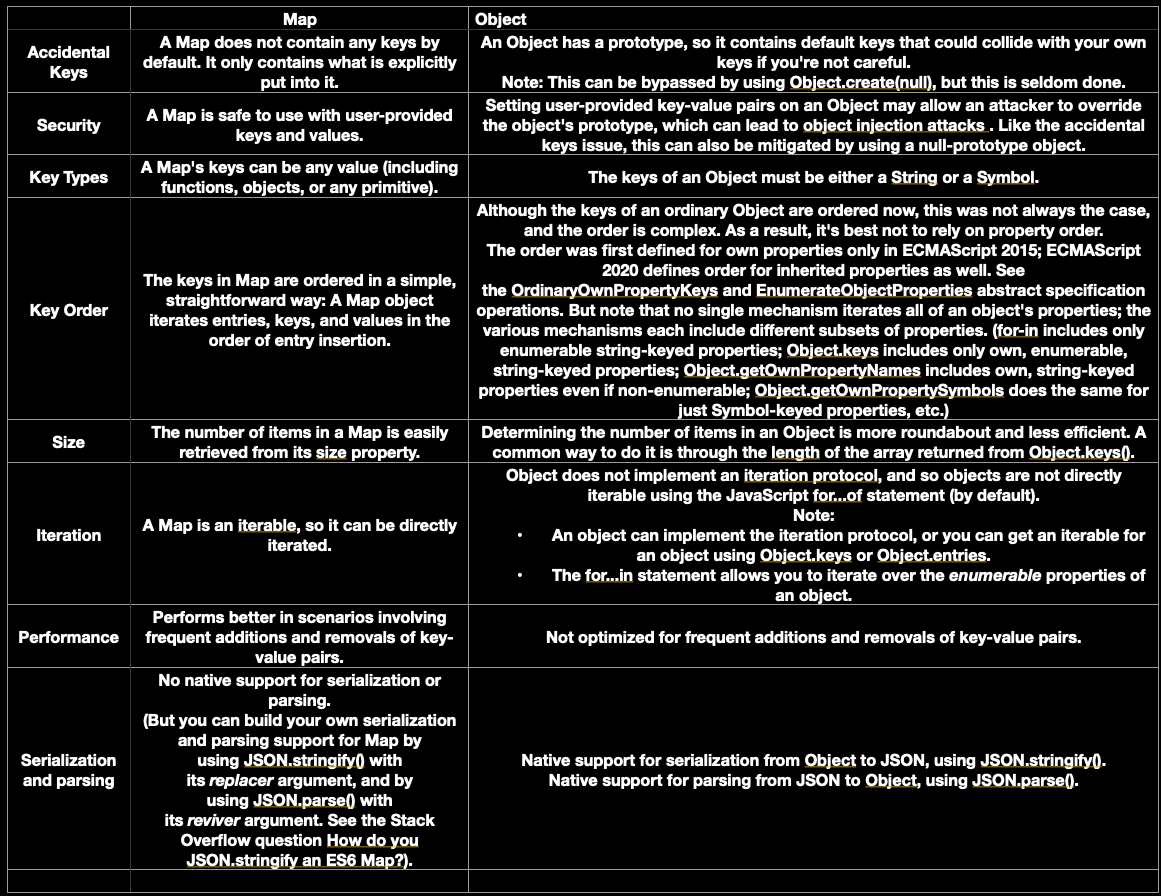 Map
Object
Accidental
Keys
A Map does not contain any keys by
default. It only contains what is explicitly
put into it.
An Object has a prototype, so it contains default keys that could collide with your own
keys if you're not careful.
Note: This can be bypassed by using Object.create(null), but this is seldom done.
Security
A Map is safe to use with user-provided
keys and values.
Setting user-provided key-value pairs on an Object may allow an attacker to override
the object's prototype, which can lead to object injection attacks . Like the accidental
keys issue, this can also be mitigated by using a null-prototype object.
Key Types
A Map's keys can be any value (including
functions, objects, or any primitive).
The keys of an Object must be either a String or a Symbol.
Key Order
The keys in Map are ordered in a simple,
straightforward way: A Map object
iterates entries, keys, and values in the
order of entry insertion.
Although the keys of an ordinary Object are ordered now, this was not always the case,
and the order is complex. As a result, it's best not to rely on property order.
The order was first defined for own properties only in ECMAScript 2015; ECMAScript
2020 defines order for inherited properties as well. See
the OrdinaryOwnPropertyKeys and EnumerateObjectProperties abstract specification
operations. But note that no single mechanism iterates all of an object's properties; the
various mechanisms each include different subsets of properties. (for-in includes only
enumerable string-keyed properties; Object.keys includes only own, enumerable,
string-keyed properties; Object.getOwnPropertyNames includes own, string-keyed
properties even if non-enumerable; Object.getOwnPropertySymbols does the same for
just Symbol-keyed properties, etc.)
Size
The number of items in a Map is easily
retrieved from its size property.
Determining the number of items in an Object is more roundabout and less efficient. A
common way to do it is through the length of the array returned from Object.keys().
Iteration
A Map is an iterable, so it can be directly
iterated.
Object does not implement an iteration protocol, and so objects are not directly
iterable using the JavaScript for...of statement (by default).
Note:
• An object can implement the iteration protocol, or you can get an iterable for
an object using Object.keys or Object.entries.
• The for...in statement allows you to iterate over the enumerable properties of
an object.
Performance
Performs better in scenarios involving
frequent additions and removals of key-
value pairs.
Not optimized for frequent additions and removals of key-value pairs.
Serialization
and parsing
No native support for serialization or
parsing.
(But you can build your own serialization
and parsing support for Map by
using JSON.stringify() with
its replacer argument, and by
using JSON.parse() with
its reviver argument. See the Stack
Overflow question How do you
JSON.stringify an ES6 Map?).
Native support for serialization from Object to JSON, using JSON.stringify().
Native support for parsing from JSON to Object, using JSON.parse().